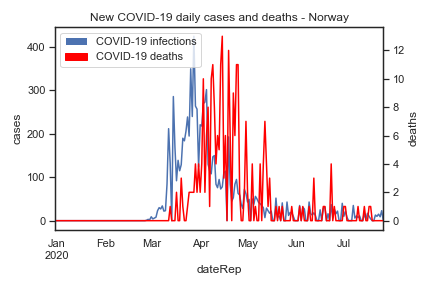 New COVID-19 daily cases and deaths - Norway
COVID-19 infections
COVID-19 deaths
400
300
200
100
0
cases
12
10
8
6
4
2
0
deaths
Jan Feb Mar Apr May Jun Jul
2020
dateRep